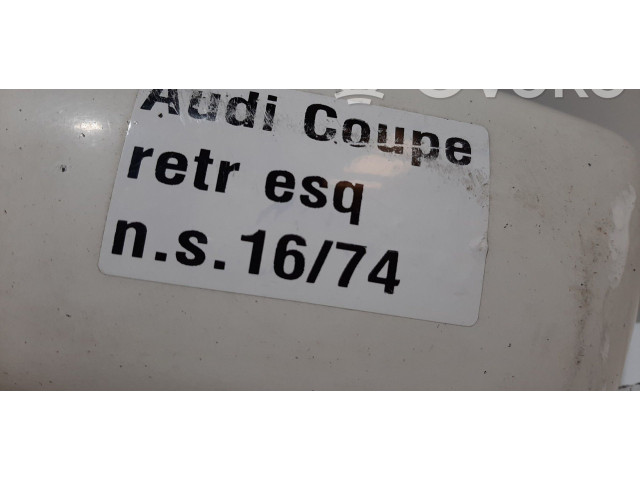 Audi Coupe
retr esq
n.s.16/74